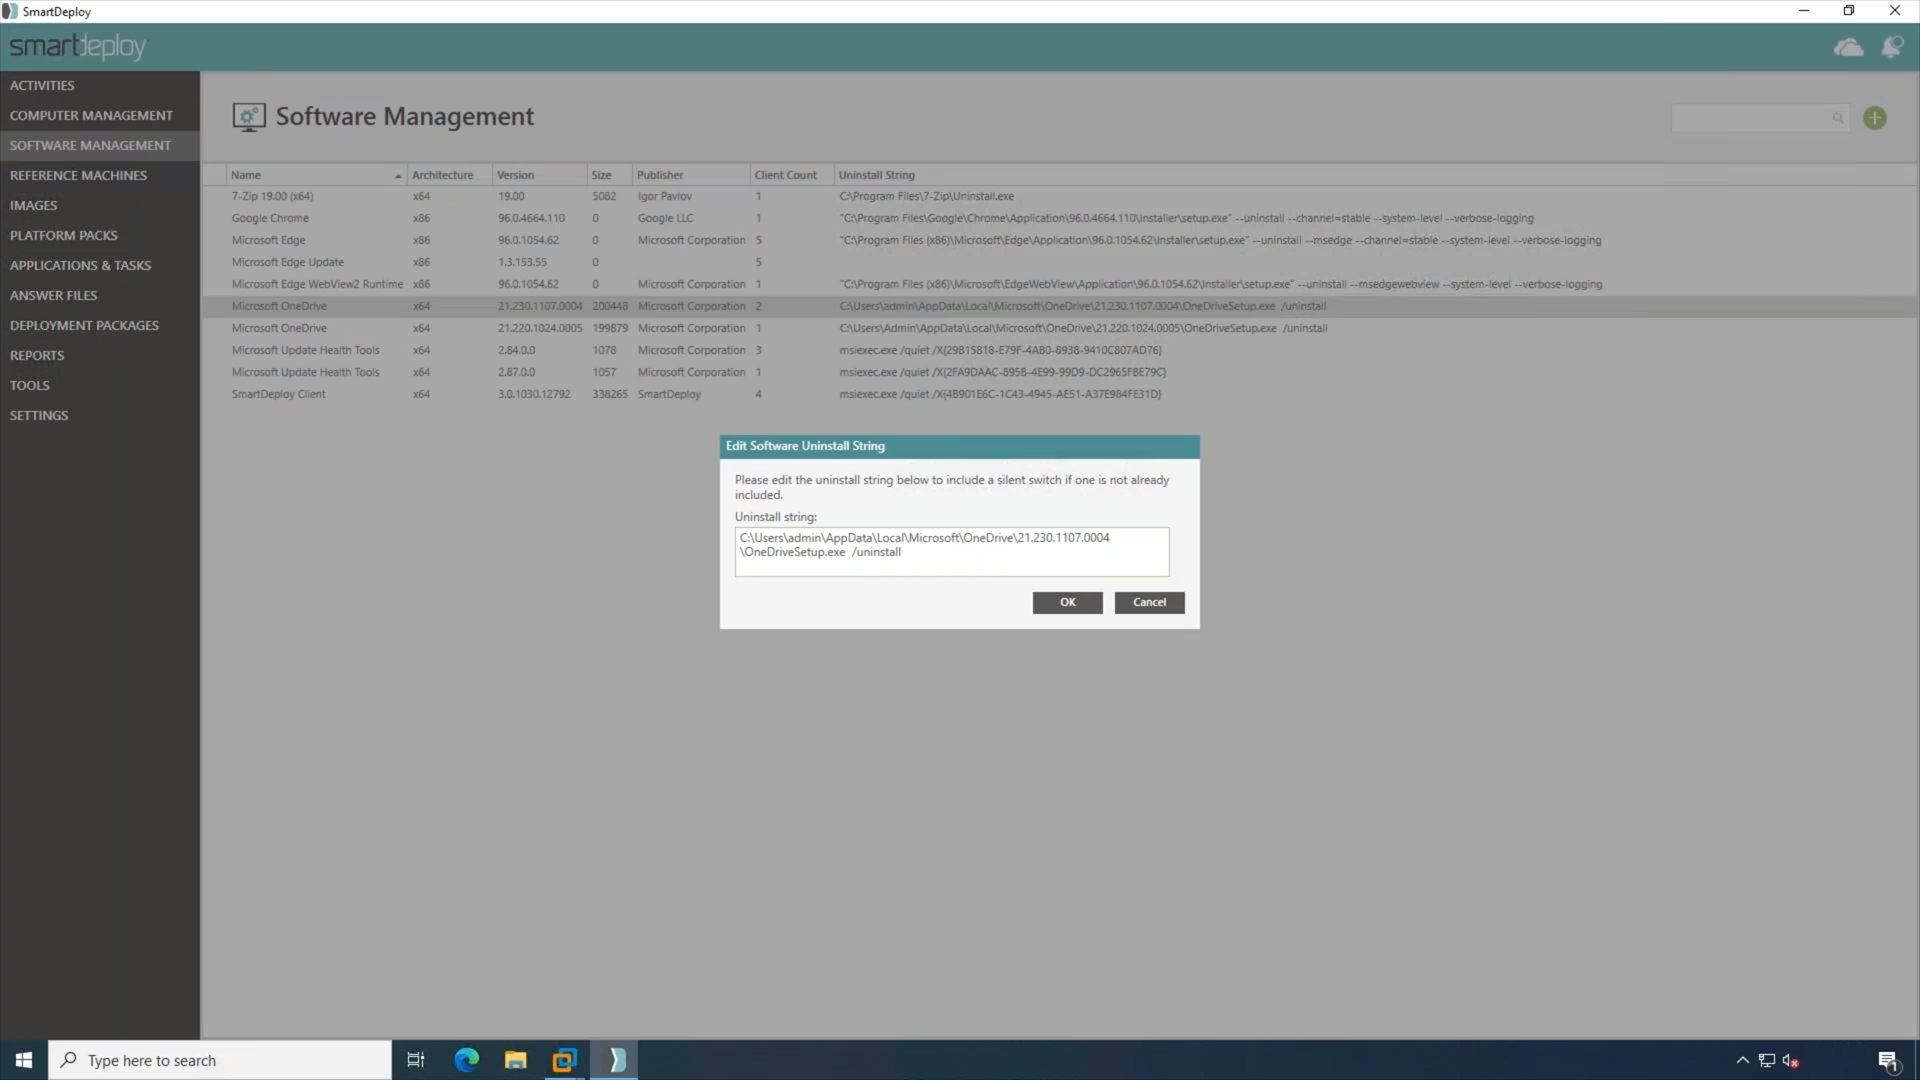 SmartDeploy
smartdeploy
ACTIVITIES
COMPUTER MANAGEMENT
SOFTWARE MANAGEMENT
REFERENCE MACHINES
IMAGES
PLATFORM PACKS
APPLICATIONS & TASKS
ANSWER FILES
DEPLOYMENT PACKAGES
REPORTS
TOOLS
SETTINGS
Software Management
Name Architecture Version Size Publisher Client Count Uninstall String
7-Zip 19.00 (x64) x64 19.00 5082 Igor Pavlov 1 C:\Program Files\7-Zip\Uninstall.exe
Google Chrome x86 96.0.4664.110 0 Google LLC 1 "C:\Program Files\Google\Chrome\Application\96.0.4664.110\Installer\setup.exe" --uninstall --channel=stable --system-level --verbose-logging
Microsoft Edge x86 96.0.1054.62 0 Microsoft Corporation 5 "C:\Program Files (x86)\Microsoft\Edge\Application\96.0.1054.62\Installer\setup.exe" --uninstall --msedge --channel=stable --system-level --verbose-logging
Microsoft Edge Update x86 1.3.153.55 0 5
Microsoft Edge WebView2 Runtime x86 96.0.1054.62 0 Microsoft Corporation 1 "C:\Program Files (x86)\Microsoft\EdgeWebView\Application\96.0.1054.62\Installer\setup.exe" --uninstall --msedgewebview --system-level --verbose-logging
Microsoft OneDrive x64 21.230.1107.0004 200448 Microsoft Corporation 2 C:\Users\admin\AppData\Local\Microsoft\OneDrive\21.230.1107.0004\OneDriveSetup.exe /uninstall
Microsoft OneDrive x64 21.220.1024.0005 199879 Microsoft Corporation 1 C:\Users\Admin\AppData\Local\Microsoft\OneDrive\21.220.1024.0005\OneDriveSetup.exe /uninstall
Microsoft Update Health Tools x64 2.84.0.0 1078 Microsoft Corporation 3 msiexec.exe /quiet /X{29B15818-E79F-4AB0-8938-9410C807AD76}
Microsoft Update Health Tools x64 2.87.0.0 1057 Microsoft Corporation 1 msiexec.exe /quiet /X{2FA9DAAC-895B-4E99-99D9-DC2965FBE79C}
SmartDeploy Client x64 3.0.1030.12792 338265 SmartDeploy 4 msiexec.exe /quiet /X{4B901E6C-1C43-4945-AE51-A37E984FE31D}
Edit Software Uninstall String
Please edit the uninstall string below to include a silent switch if one is not already
included.
Uninstall string:
C:\Users\admin\AppData\Local\Microsoft\OneDrive\21.230.1107.0004
\OneDriveSetup.exe /uninstall
OK Cancel
Type here to search
1